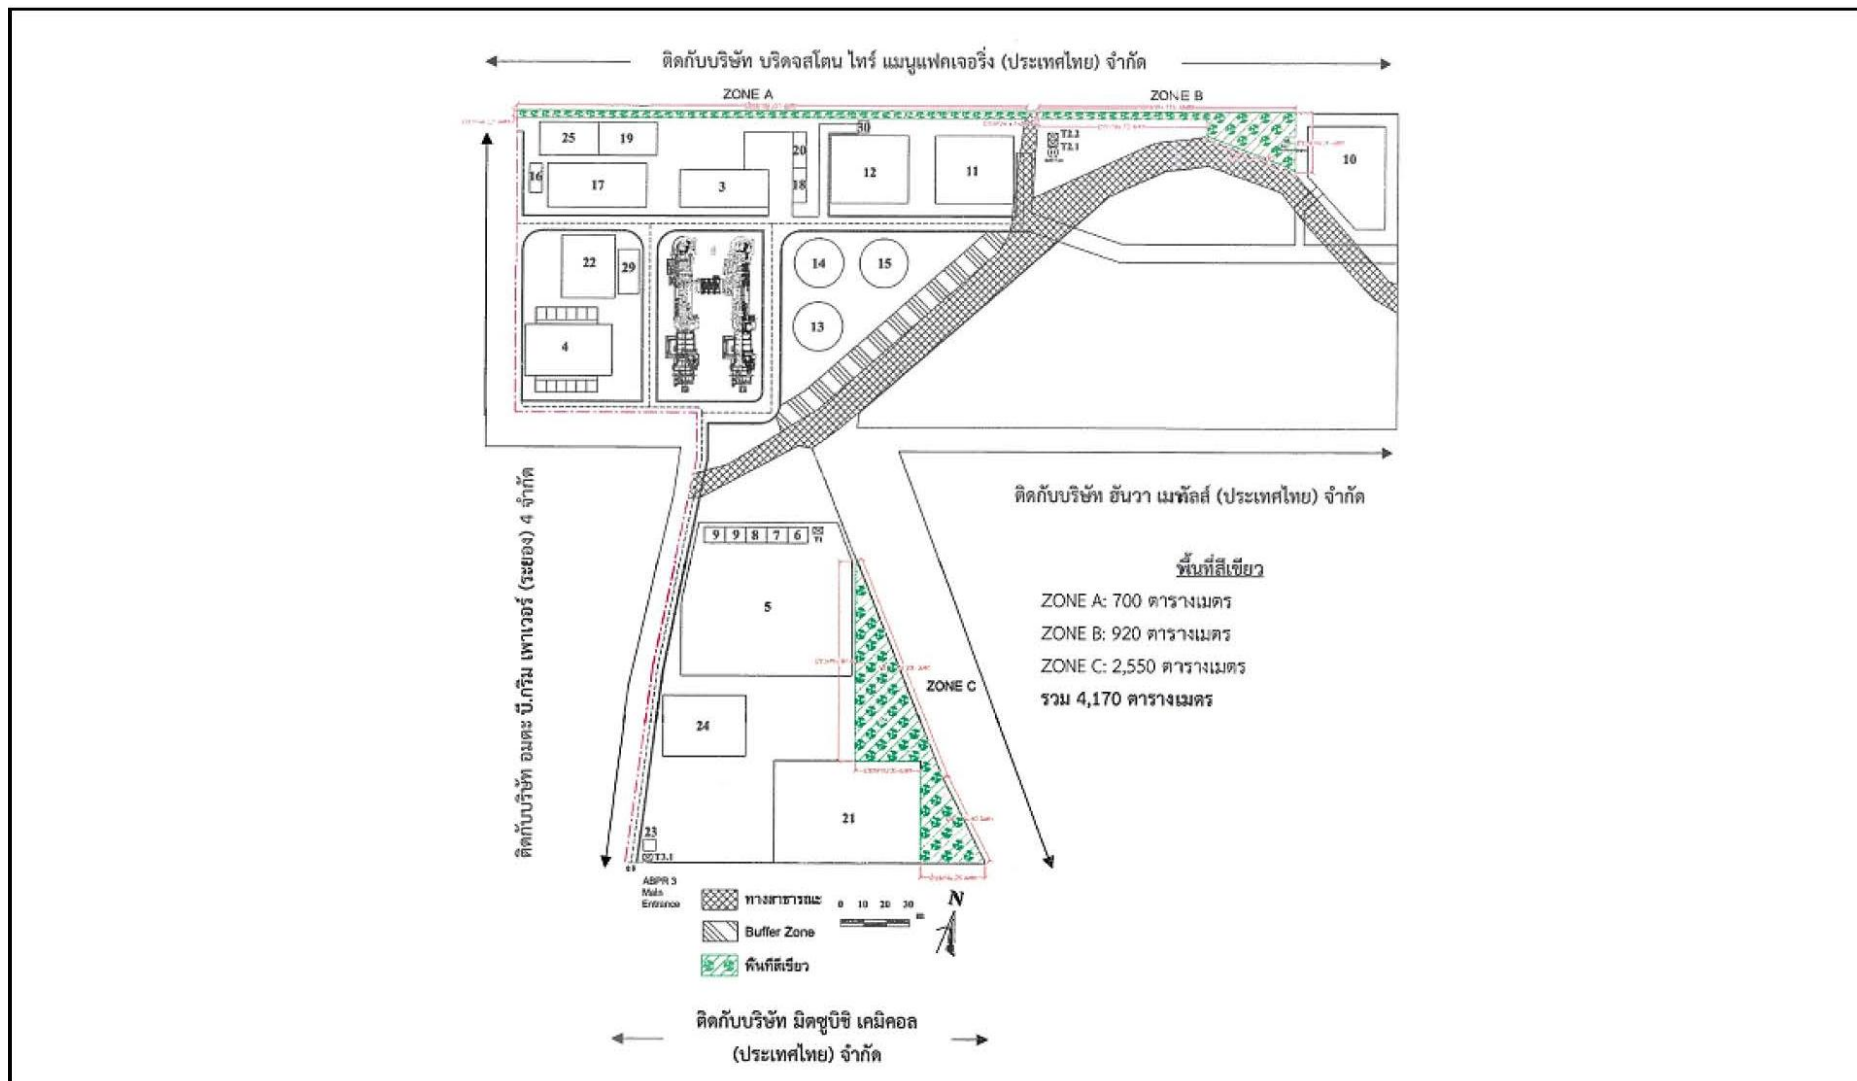 ติดกับบริษัท บริดจสโตน ไทร์ แมนูแฟคเจอริ่ง (ประเทศไทย) จำกัด
ZONE A
ZONE B
25
19
30
20
T2.2
T2.1
10
16
17
3
18
12
11
22
29
14
15
13
4
ติดกับบริษัท อมตะ บี.กริม เพาเวอร์ (ระยอง) 4 จำกัด
ติดกับบริษัท ฮันวา เมทัลส์ (ประเทศไทย) จำกัด
9 9 8 7 6
T1
5
พื้นที่สีเขียว
ZONE A: 700 ตารางเมตร
ZONE B: 920 ตารางเมตร
ZONE C: 2,550 ตารางเมตร
รวม 4,170 ตารางเมตร
ZONE C
24
21
23
T3.1
ABPR 3
Main
Entrance
ทางสาธารณะ
0 10 20 30
m
N
Buffer Zone
พื้นที่สีเขียว
ติดกับบริษัท มิตซูบิชิ เคมิคอล
(ประเทศไทย) จำกัด